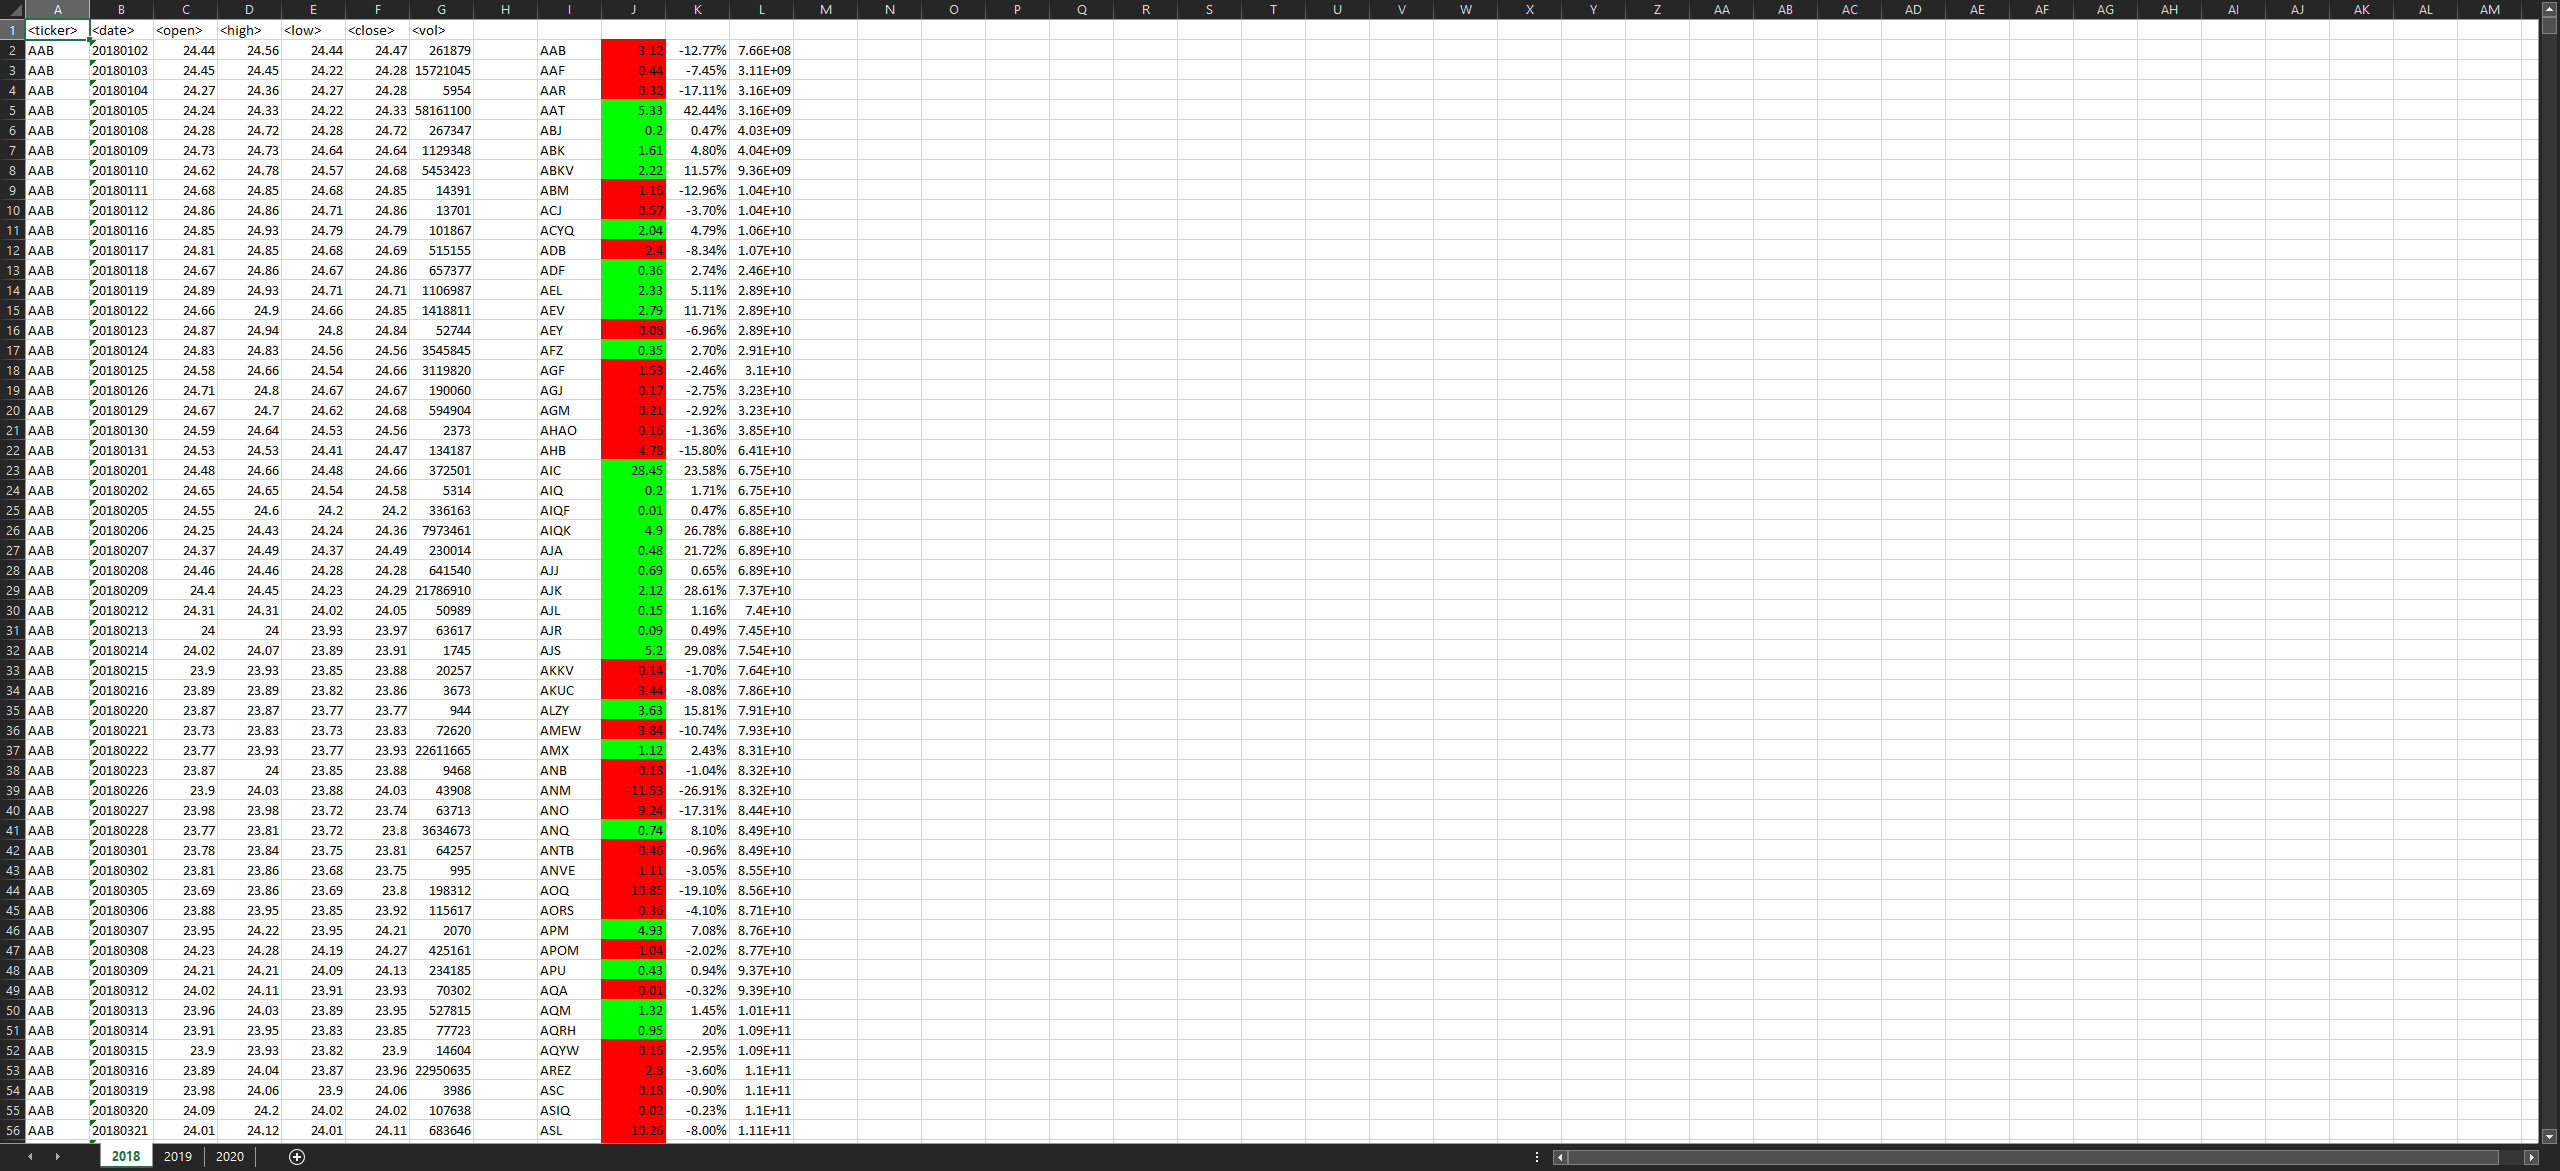 A B C D E F G H I J K L M N O P Q R S T U V W X Y Z AA AB AC AD AE AF AG AH AI AJ AK AL AM
1 <ticker> <date> <open> <high> <low> <close> <vol>
2 AAB 20180102 24.44 24.56 24.44 24.47 261879 AAB -3.12 -12.77% 7.66E+08
3 AAB 20180103 24.45 24.45 24.22 24.28 15721045 AAF -0.44 -7.45% 3.11E+09
4 AAB 20180104 24.27 24.36 24.27 24.28 5954 AAR -0.32 -17.11% 3.16E+09
5 AAB 20180105 24.24 24.33 24.22 24.33 58161100 AAT 5.33 42.44% 3.16E+09
6 AAB 20180108 24.28 24.72 24.28 24.72 267347 ABJ 0.2 0.47% 4.03E+09
7 AAB 20180109 24.73 24.73 24.64 24.64 1129348 ABK 1.61 4.80% 4.04E+09
8 AAB 20180110 24.62 24.78 24.57 24.68 5453423 ABKV 2.22 11.57% 9.36E+09
9 AAB 20180111 24.68 24.85 24.68 24.85 14391 ABM -1.16 -12.96% 1.04E+10
10 AAB 20180112 24.86 24.86 24.71 24.86 13701 ACJ -0.57 -3.70% 1.04E+10
11 AAB 20180116 24.85 24.93 24.79 24.79 101867 ACYQ 2.04 4.79% 1.06E+10
12 AAB 20180117 24.81 24.85 24.68 24.69 515155 ADB -2.4 -8.34% 1.07E+10
13 AAB 20180118 24.67 24.86 24.67 24.86 657377 ADF 0.36 2.74% 2.46E+10
14 AAB 20180119 24.89 24.93 24.71 24.71 1106987 AEL 2.33 5.11% 2.89E+10
15 AAB 20180122 24.66 24.9 24.66 24.85 1418811 AEV 2.79 11.71% 2.89E+10
16 AAB 20180123 24.87 24.94 24.8 24.84 52744 AEY -0.08 -6.96% 2.89E+10
17 AAB 20180124 24.83 24.83 24.56 24.56 3545845 AFZ 0.35 2.70% 2.91E+10
18 AAB 20180125 24.58 24.66 24.54 24.66 3119820 AGF -1.53 -2.46% 3.1E+10
19 AAB 20180126 24.71 24.8 24.67 24.67 190060 AGJ -0.17 -2.75% 3.23E+10
20 AAB 20180129 24.67 24.7 24.62 24.68 594904 AGM -0.21 -2.92% 3.23E+10
21 AAB 20180130 24.59 24.64 24.53 24.56 2373 AHAO -0.16 -1.36% 3.85E+10
22 AAB 20180131 24.53 24.53 24.41 24.47 134187 AHB -4.78 -15.80% 6.41E+10
23 AAB 20180201 24.48 24.66 24.48 24.66 372501 AIC 28.45 23.58% 6.75E+10
24 AAB 20180202 24.65 24.65 24.54 24.58 5314 AIQ 0.2 1.71% 6.75E+10
25 AAB 20180205 24.55 24.6 24.2 24.2 336163 AIQF 0.01 0.47% 6.85E+10
26 AAB 20180206 24.25 24.43 24.24 24.36 7973461 AIQK 4.9 26.78% 6.88E+10
27 AAB 20180207 24.37 24.49 24.37 24.49 230014 AJA 0.48 21.72% 6.89E+10
28 AAB 20180208 24.46 24.46 24.28 24.28 641540 AJJ 0.69 0.65% 6.89E+10
29 AAB 20180209 24.4 24.45 24.23 24.29 21786910 AJK 2.12 28.61% 7.37E+10
30 AAB 20180212 24.31 24.31 24.02 24.05 50989 AJL 0.15 1.16% 7.4E+10
31 AAB 20180213 24 24 23.93 23.97 63617 AJR 0.09 0.49% 7.45E+10
32 AAB 20180214 24.02 24.07 23.89 23.91 1745 AJS 5.2 29.08% 7.54E+10
33 AAB 20180215 23.9 23.93 23.85 23.88 20257 AKKV -0.14 -1.70% 7.64E+10
34 AAB 20180216 23.89 23.89 23.82 23.86 3673 AKUC -3.44 -8.08% 7.86E+10
35 AAB 20180220 23.87 23.87 23.77 23.77 944 ALZY 3.63 15.81% 7.91E+10
36 AAB 20180221 23.73 23.83 23.73 23.83 72620 AMEW -3.84 -10.74% 7.93E+10
37 AAB 20180222 23.77 23.93 23.77 23.93 22611665 AMX 1.12 2.43% 8.31E+10
38 AAB 20180223 23.87 24 23.85 23.88 9468 ANB -0.18 -1.04% 8.32E+10
39 AAB 20180226 23.9 24.03 23.88 24.03 43908 ANM -11.53 -26.91% 8.32E+10
40 AAB 20180227 23.98 23.98 23.72 23.74 63713 ANO -9.24 -17.31% 8.44E+10
41 AAB 20180228 23.77 23.81 23.72 23.8 3634673 ANQ 0.74 8.10% 8.49E+10
42 AAB 20180301 23.78 23.84 23.75 23.81 64257 ANTB -0.46 -0.96% 8.49E+10
43 AAB 20180302 23.81 23.86 23.68 23.75 995 ANVE -1.11 -3.05% 8.55E+10
44 AAB 20180305 23.69 23.86 23.69 23.8 198312 AOQ -10.85 -19.10% 8.56E+10
45 AAB 20180306 23.88 23.95 23.85 23.92 115617 AORS -0.36 -4.10% 8.71E+10
46 AAB 20180307 23.95 24.22 23.95 24.21 2070 APM 4.93 7.08% 8.76E+10
47 AAB 20180308 24.23 24.28 24.19 24.27 425161 APOM -1.04 -2.02% 8.77E+10
48 AAB 20180309 24.21 24.21 24.09 24.13 234185 APU 0.43 0.94% 9.37E+10
49 AAB 20180312 24.02 24.11 23.91 23.93 70302 AQA -0.01 -0.32% 9.39E+10
50 AAB 20180313 23.96 24.03 23.89 23.95 527815 AQM 1.32 1.45% 1.01E+11
51 AAB 20180314 23.91 23.95 23.83 23.85 77723 AQRH 0.95 20% 1.09E+11
52 AAB 20180315 23.9 23.93 23.82 23.9 14604 AQYW -0.16 -2.95% 1.09E+11
53 AAB 20180316 23.89 24.04 23.87 23.96 22950635 AREZ -2.8 -3.60% 1.1E+11
54 AAB 20180319 23.98 24.06 23.9 24.06 3986 ASC -0.18 -0.90% 1.1E+11
55 AAB 20180320 24.09 24.2 24.02 24.02 107638 ASIQ -0.02 -0.23% 1.1E+11
56 AAB 20180321 24.01 24.12 24.01 24.11 683646 ASL -10.26 -8.00% 1.11E+11
2018 2019 2020